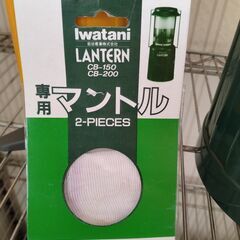 Iwatani
岩谷産業株式会社
LANTERN
CB-150
CB-200
専用
マントル
2-PIECES